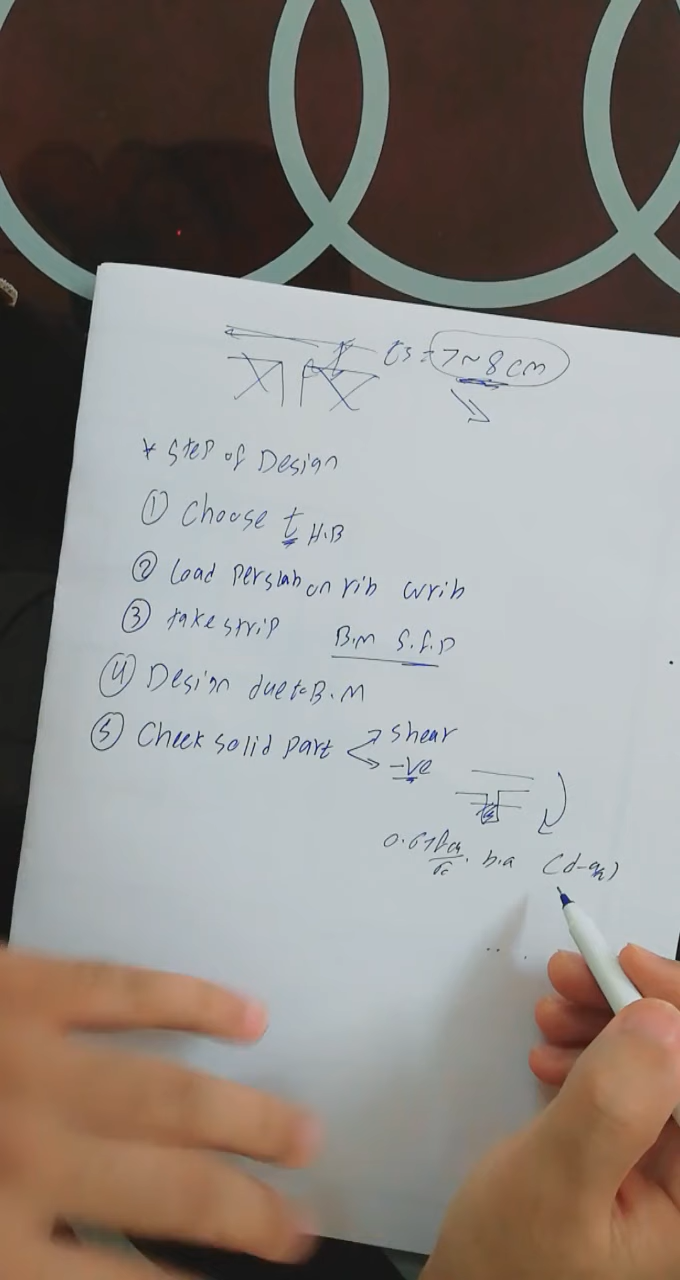 ts = 7~8 cm
* Step of Design
① Choose t H.B
② Load per slab on rib wrib
③ take strip B.M S.F.D
④ Design due to B.M
⑤ Check solid part shear
-ve
0.67 fcu/γc . b.a (d-a/2)